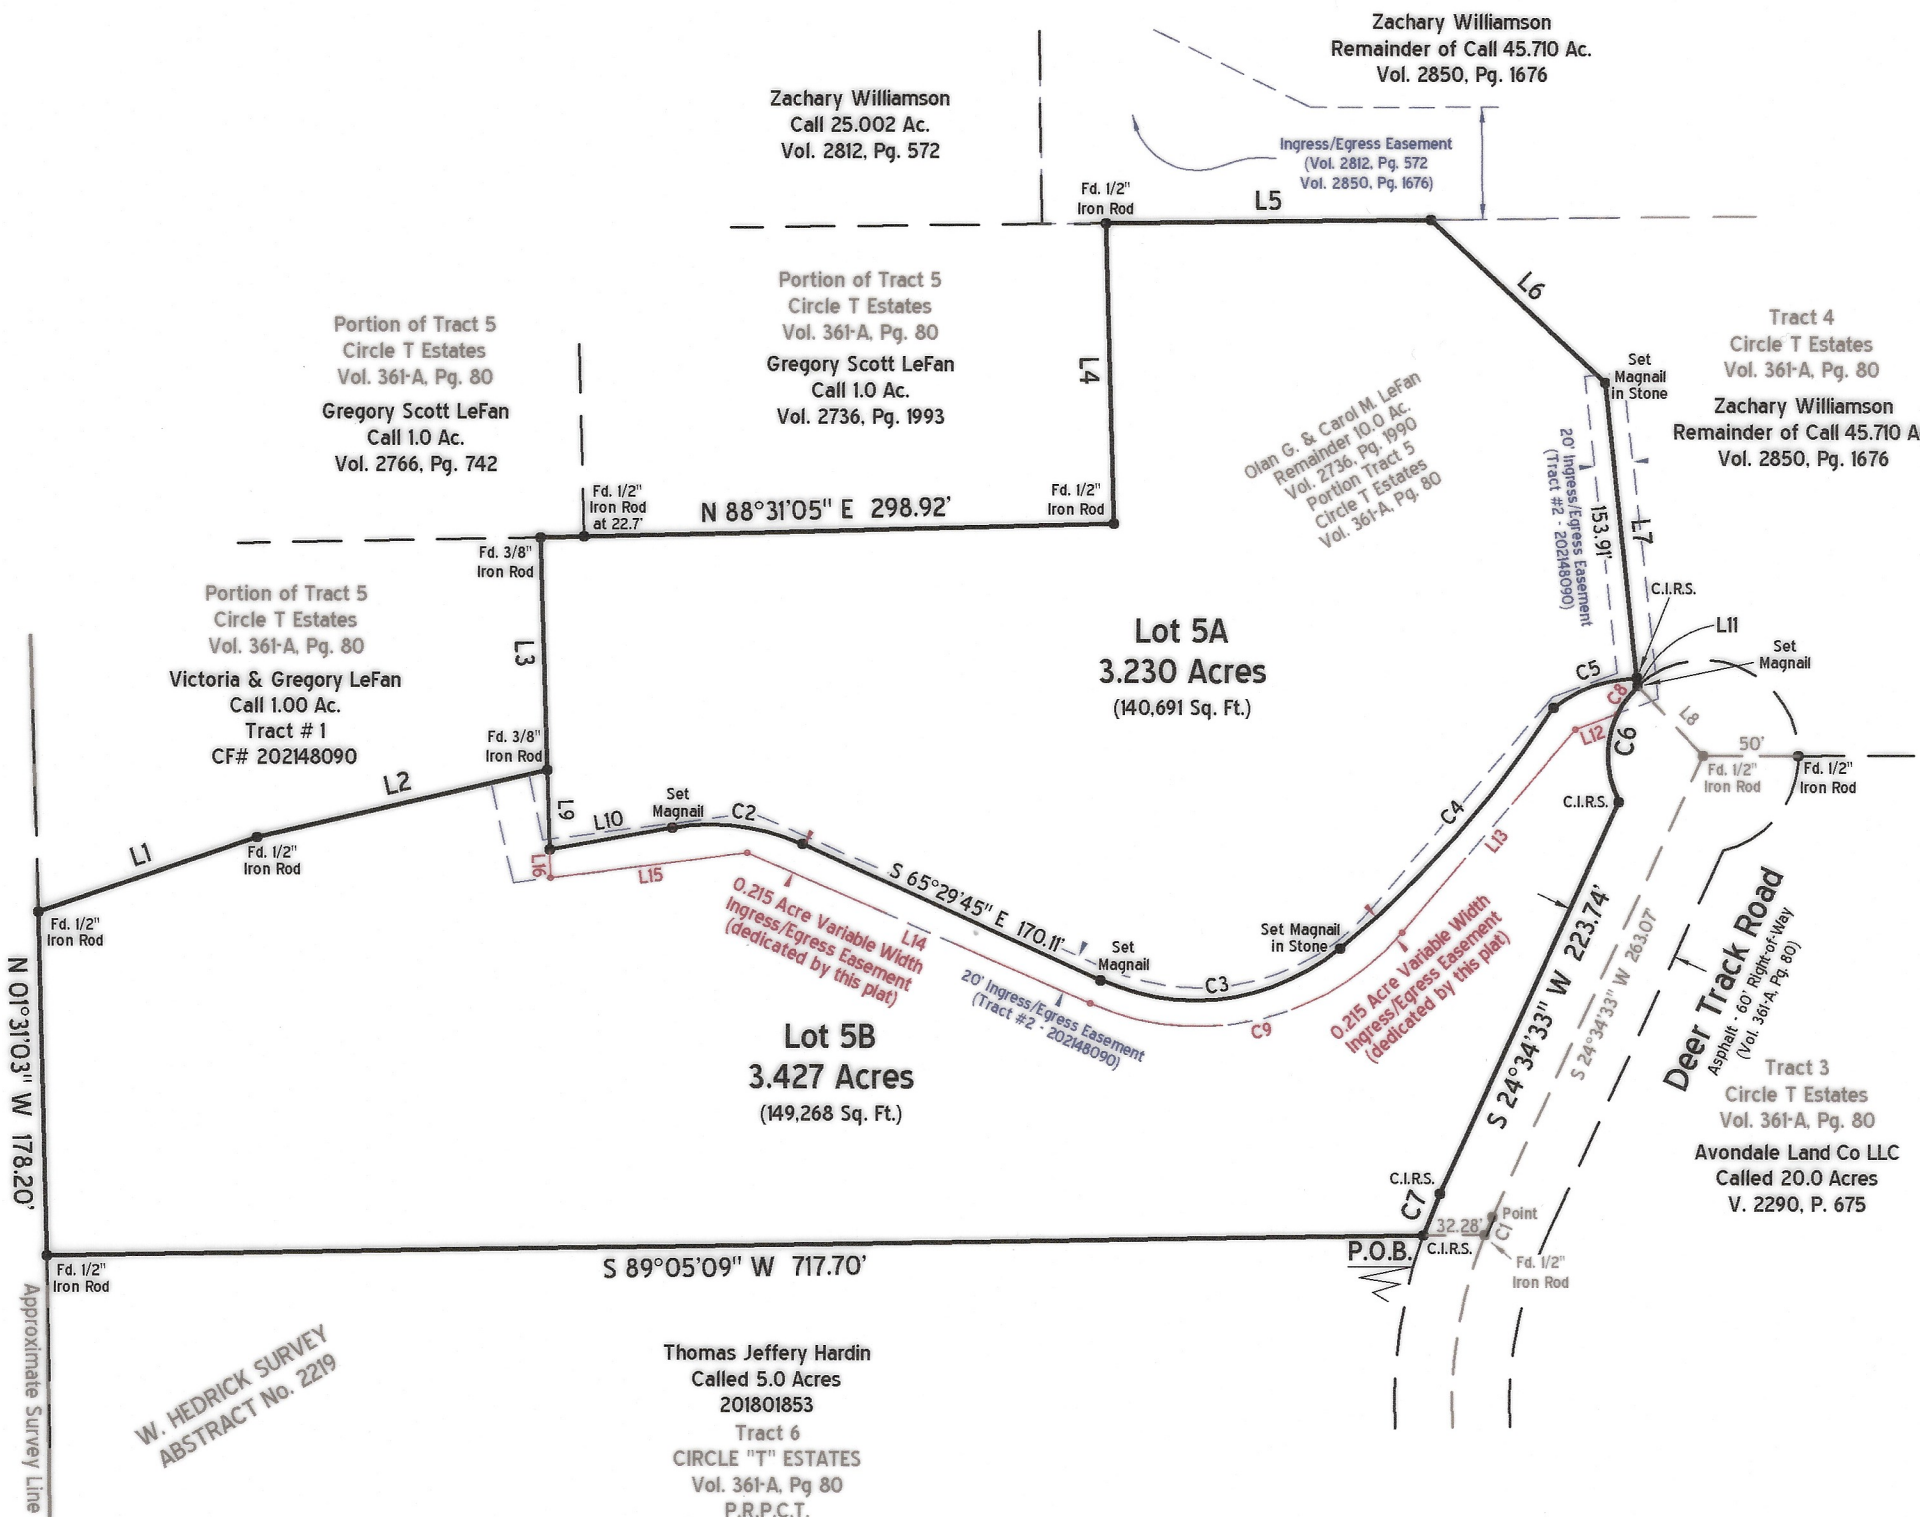 Zachary Williamson
Remainder of Call 45.710 Ac.
Vol. 2850, Pg. 1676
Zachary Williamson
Call 25.002 Ac.
Vol. 2812, Pg. 572
Ingress/Egress Easement
(Vol. 2812, Pg. 572
Vol. 2850, Pg. 1676)
Fd. 1/2"
Iron Rod
L5
Portion of Tract 5
Circle T Estates
Vol. 361-A, Pg. 80
Gregory Scott LeFan
Call 1.0 Ac.
Vol. 2736, Pg. 1993
L4
L6
Portion of Tract 5
Circle T Estates
Vol. 361-A, Pg. 80
Gregory Scott LeFan
Call 1.0 Ac.
Vol. 2766, Pg. 742
Tract 4
Circle T Estates
Vol. 361-A, Pg. 80
Zachary Williamson
Remainder of Call 45.710 A
Vol. 2850, Pg. 1676
Set
Magnail
in Stone
Olan G. & Carol M. LeFan
Remainder 10.0 Ac.
Vol. 2736, Pg. 1990
Portion Tract 5
Circle T Estates
Vol. 361-A, Pg. 80
20' Ingress/Egress Easement
(Tract #2 - 202148090)
153.91'
L7
Fd. 1/2"
Iron Rod
at 22.7'
N 88°31'05" E 298.92'
Fd. 1/2"
Iron Rod
Fd. 3/8"
Iron Rod
Portion of Tract 5
Circle T Estates
Vol. 361-A, Pg. 80
Victoria & Gregory LeFan
Call 1.00 Ac.
Tract # 1
CF# 202148090
L3
Lot 5A
3.230 Acres
(140,691 Sq. Ft.)
C.I.R.S.
L11
Set
Magnail
C5
C8
L12
C6
L8
50'
Fd. 1/2"
Iron Rod
Fd. 1/2"
Iron Rod
C.I.R.S.
Fd. 3/8"
Iron Rod
L2
L1
Fd. 1/2"
Iron Rod
L9
L10
Set
Magnail
C2
L16
L15
C4
L13
S 65°29'45" E 170.11'
0.215 Acre Variable Width
Ingress/Egress Easement
(dedicated by this plat)
L14
20' Ingress/Egress Easement
(Tract #2 - 202148090)
Set
Magnail
C3
Set Magnail
in Stone
C9
0.215 Acre Variable Width
Ingress/Egress Easement
(dedicated by this plat)
Fd. 1/2"
Iron Rod
N 01°31'03" W 178.20'
Lot 5B
3.427 Acres
(149,268 Sq. Ft.)
S 24°34'33" W 223.74'
S 24°34'33" W 263.07'
Deer Track Road
Asphalt - 60' Right-of-Way
(Vol. 361-A, Pg. 80)
Tract 3
Circle T Estates
Vol. 361-A, Pg. 80
Avondale Land Co LLC
Called 20.0 Acres
V. 2290, P. 675
C.I.R.S.
C7
32.28'
Point
C1
P.O.B.
C.I.R.S.
Fd. 1/2"
Iron Rod
S 89°05'09" W 717.70'
Fd. 1/2"
Iron Rod
Approximate Survey Line
W. HEDRICK SURVEY
ABSTRACT No. 2219
Thomas Jeffery Hardin
Called 5.0 Acres
201801853
Tract 6
CIRCLE "T" ESTATES
Vol. 361-A, Pg 80
P.R.P.C.T.